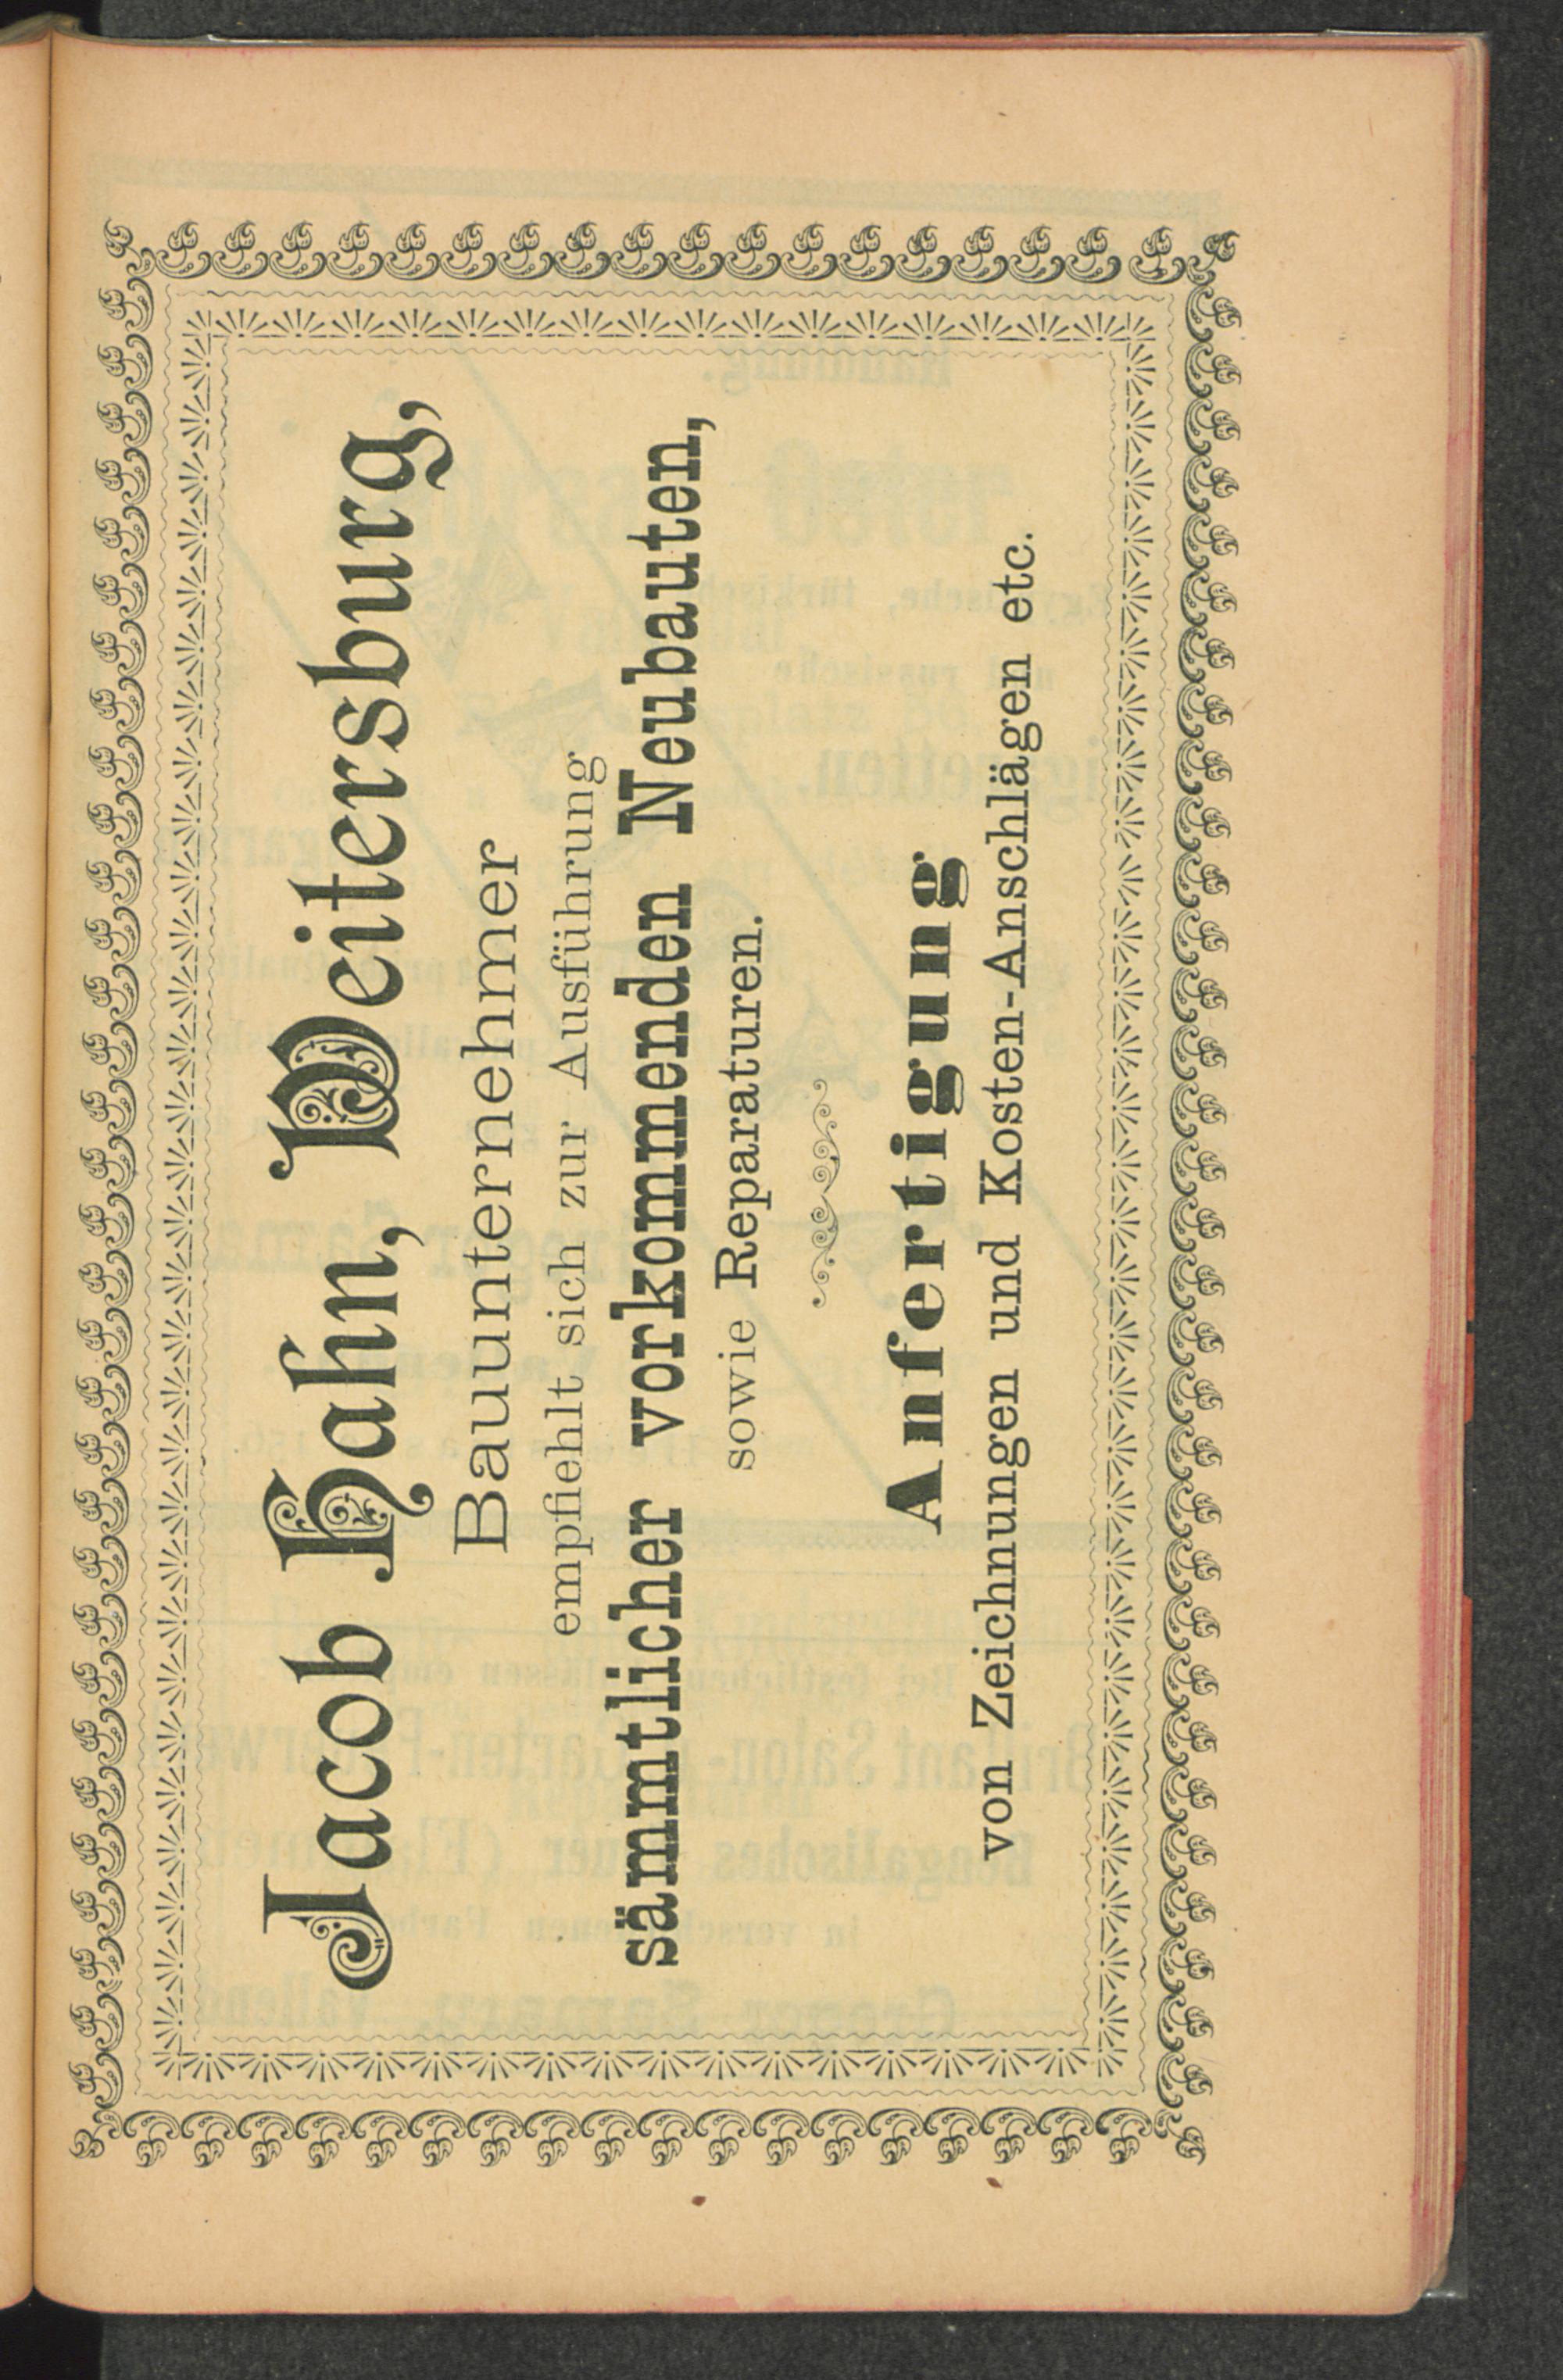 Jacob Hahn, Weitersburg,
Bauunternehmer
empfiehlt sich zur Ausführung
sämmtlicher vorkommenden Neubauten,
sowie Reparaturen.
Anfertigung
von Zeichnungen und Kosten-Anschlägen etc.